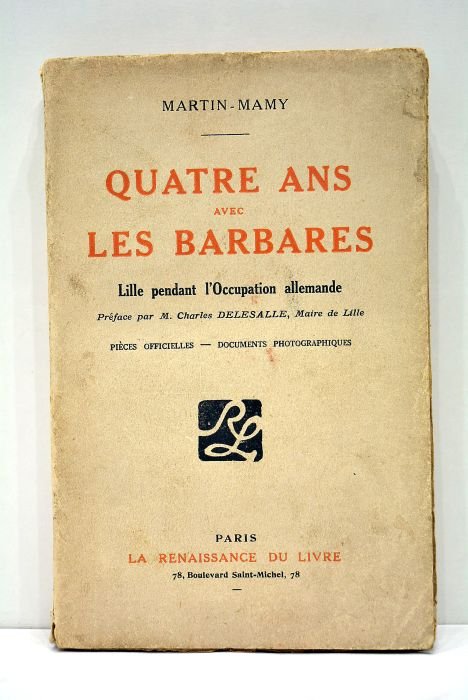 MARTIN-MAMY
QUATRE ANS
AVEC
LES BARBARES
Lille pendant l'Occupation allemande
Préface par M. Charles DELESALLE, Maire de Lille
PIÈCES OFFICIELLES — DOCUMENTS PHOTOGRAPHIQUES
RL
PARIS
LA RENAISSANCE DU LIVRE
78, Boulevard Saint-Michel, 78